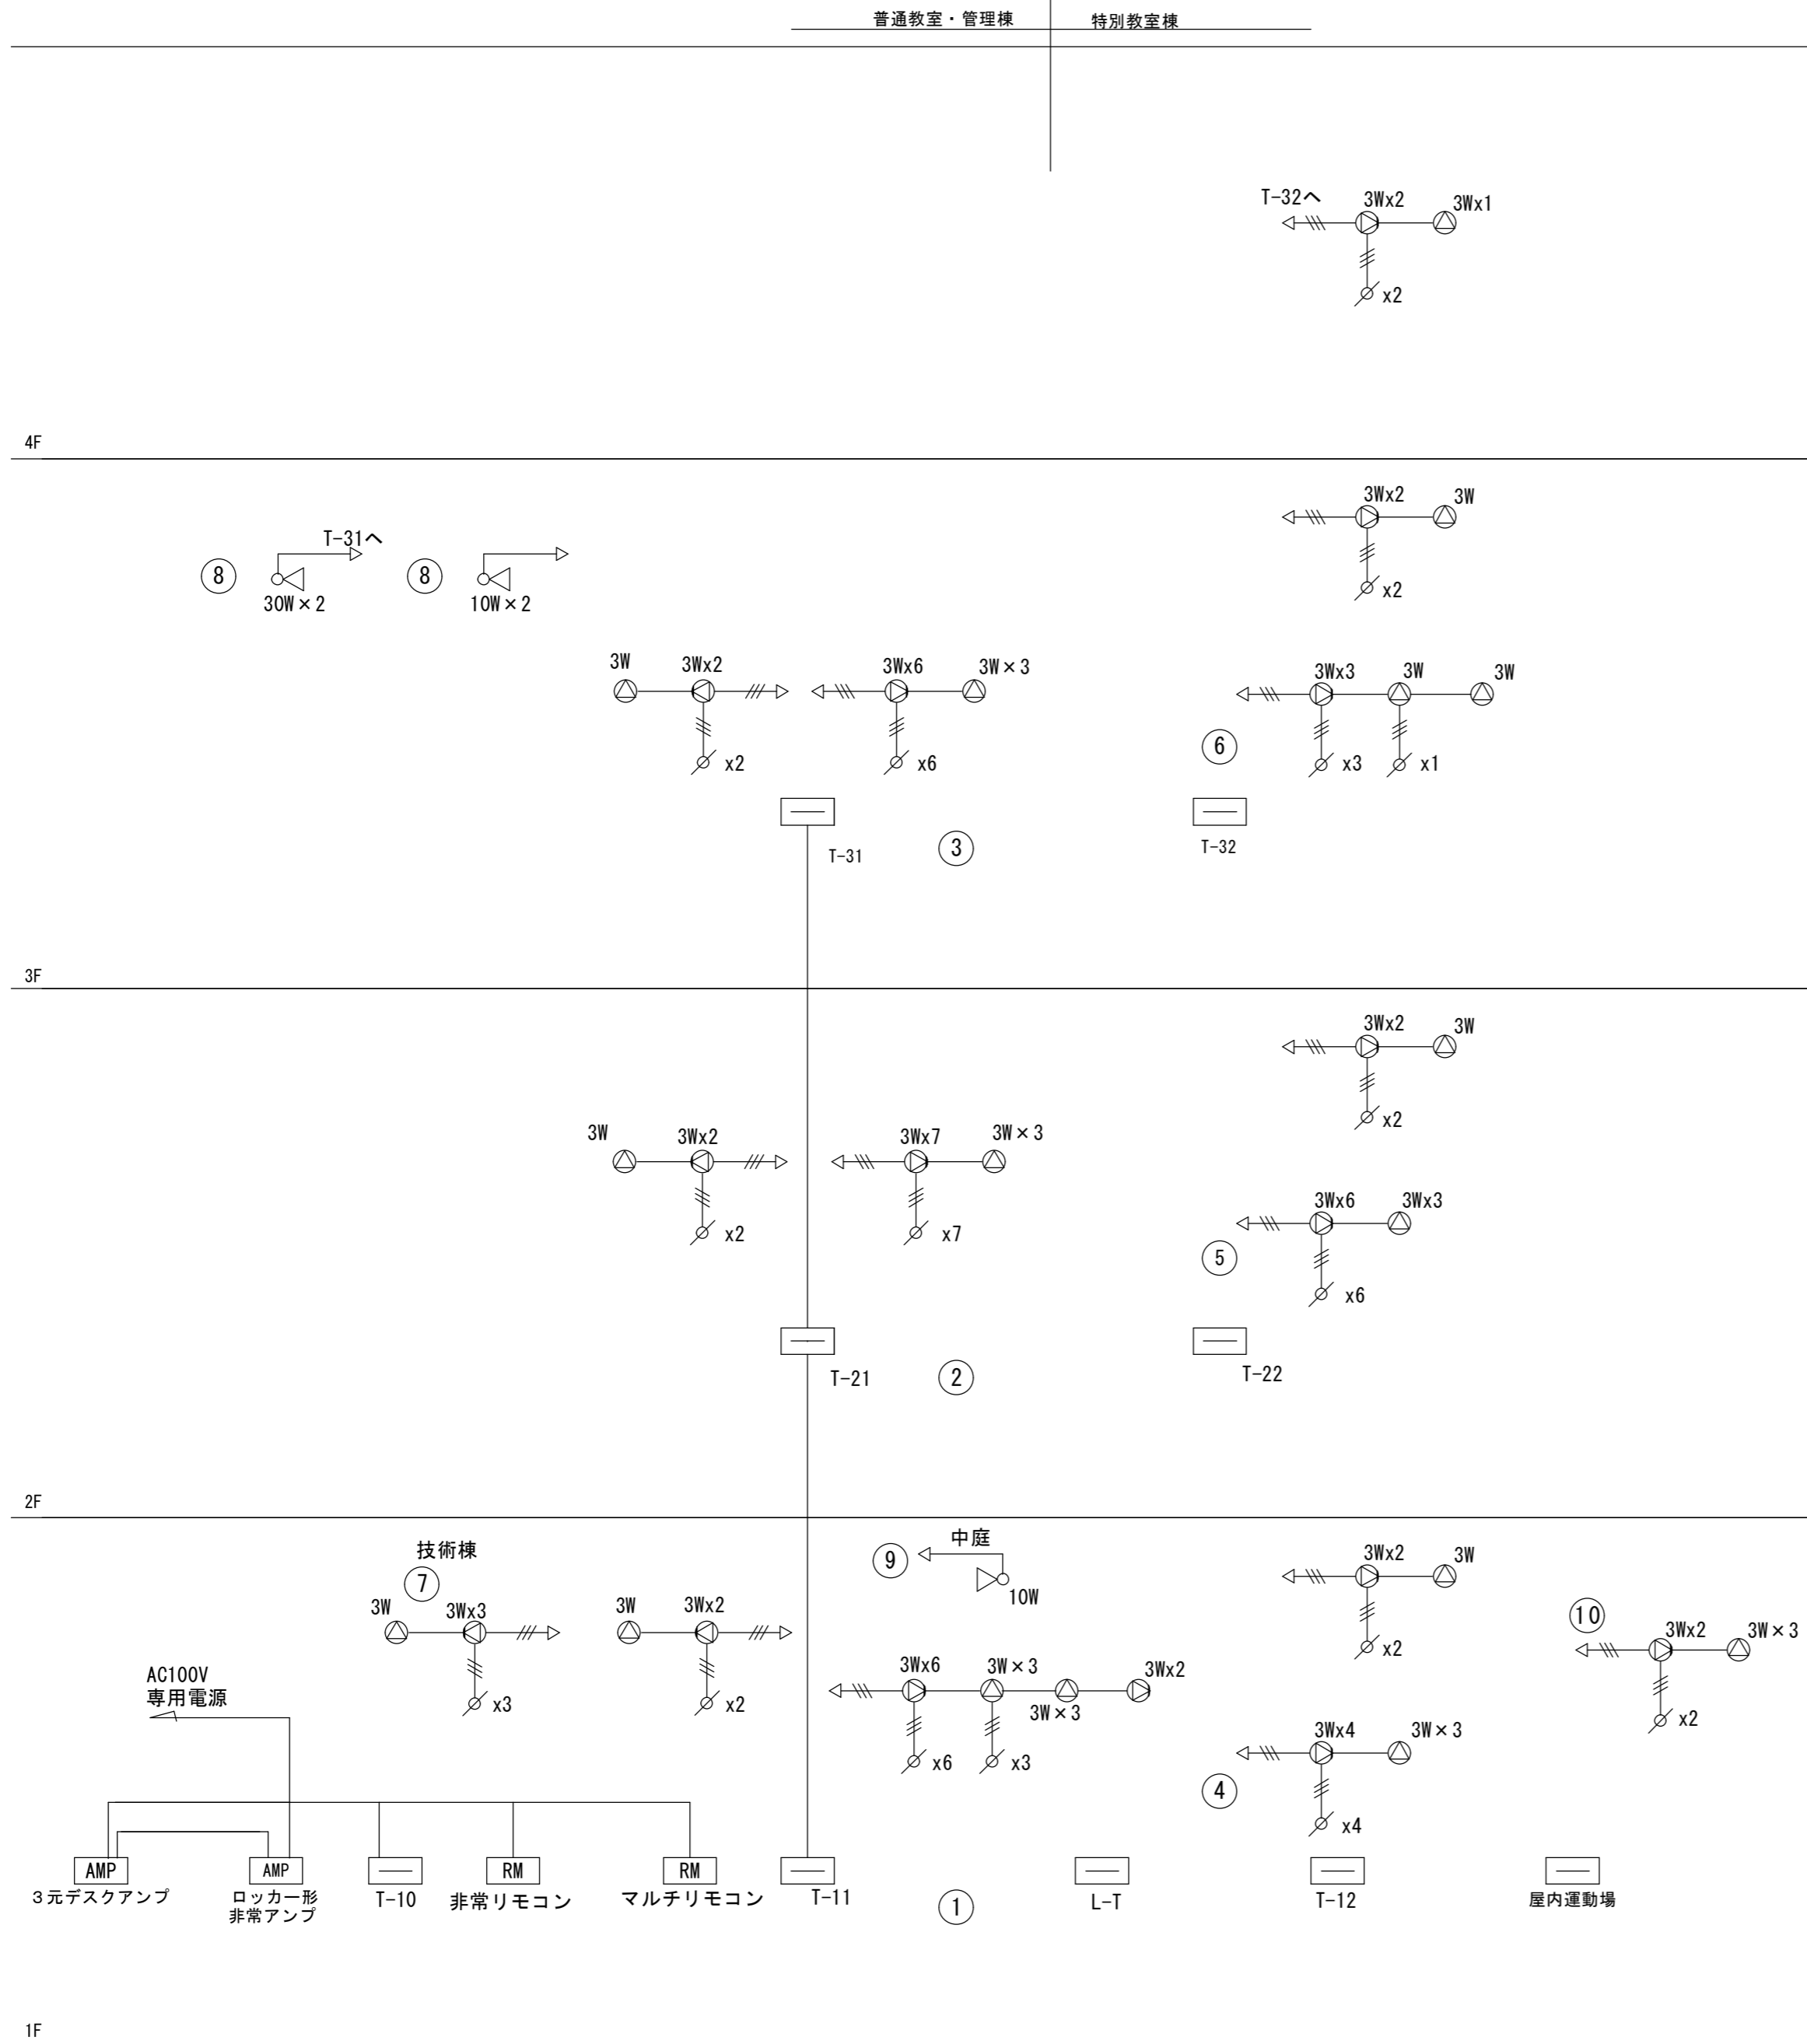 普通教室・管理棟
特別教室棟
T-32へ
3Wx2
3Wx1
x2
4F
3Wx2
3W
x2
T-31へ
8
30W×2
8
10W×2
3W
3Wx2
x2
3Wx6
3W×3
x6
3Wx3
3W
3W
6
x3
x1
T-31
3
T-32
3F
3Wx2
3W
x2
3W
3Wx2
x2
3Wx7
3W×3
x7
3Wx6
3Wx3
5
x6
T-21
2
T-22
2F
技術棟
7
3W
3Wx3
x3
3W
3Wx2
x2
中庭
9
10W
3Wx2
3W
x2
10
3Wx2
3W×3
x2
3Wx6
3W×3
3W×3
3Wx2
x6
x3
3Wx4
3W×3
4
x4
AC100V
専用電源
AMP
3元デスクアンプ
AMP
ロッカー形
非常アンプ
T-10
RM
非常リモコン
RM
マルチリモコン
T-11
1
L-T
T-12
屋内運動場
1F